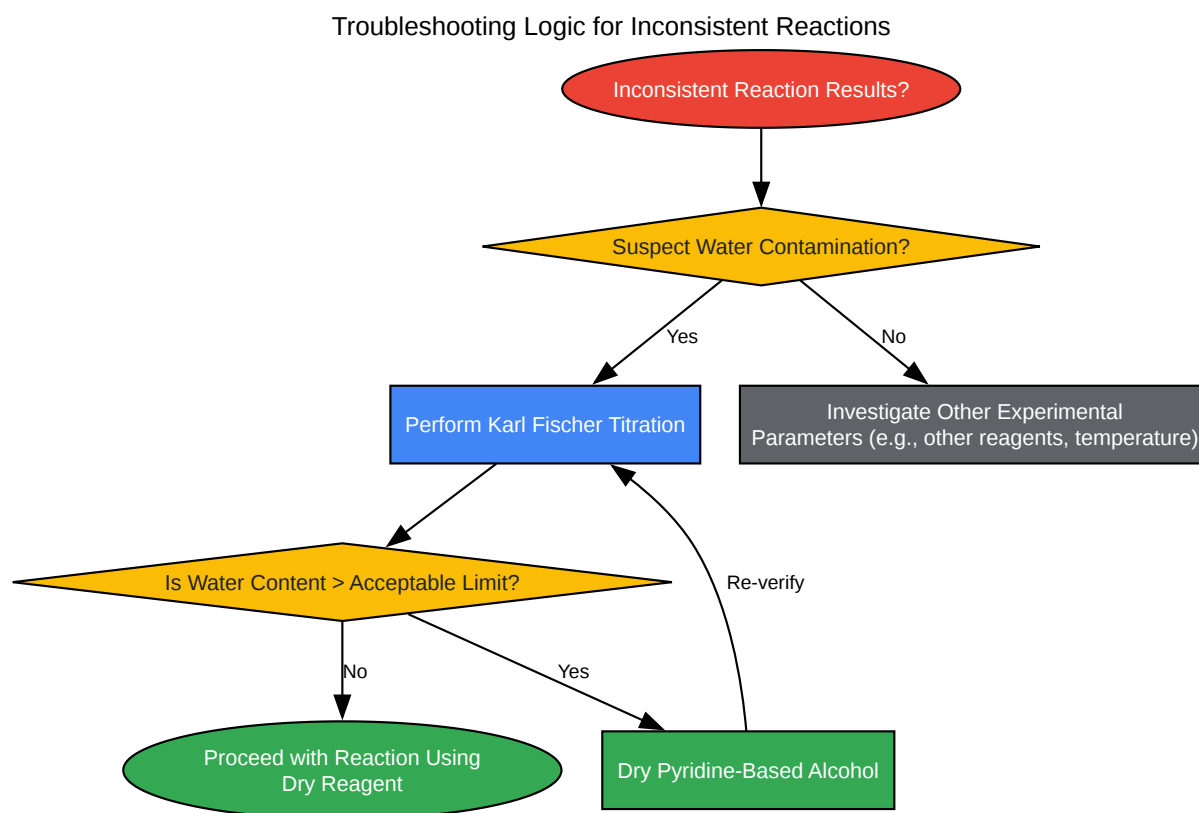 Troubleshooting Logic for Inconsistent Reactions
Inconsistent Reaction Results?
Suspect Water Contamination?
Yes
No
Perform Karl Fischer Titration
Investigate Other Experimental
Parameters (e.g., other reagents, temperature)
Is Water Content > Acceptable Limit?
Re-verify
No
Yes
Proceed with Reaction Using
Dry Reagent
Dry Pyridine-Based Alcohol